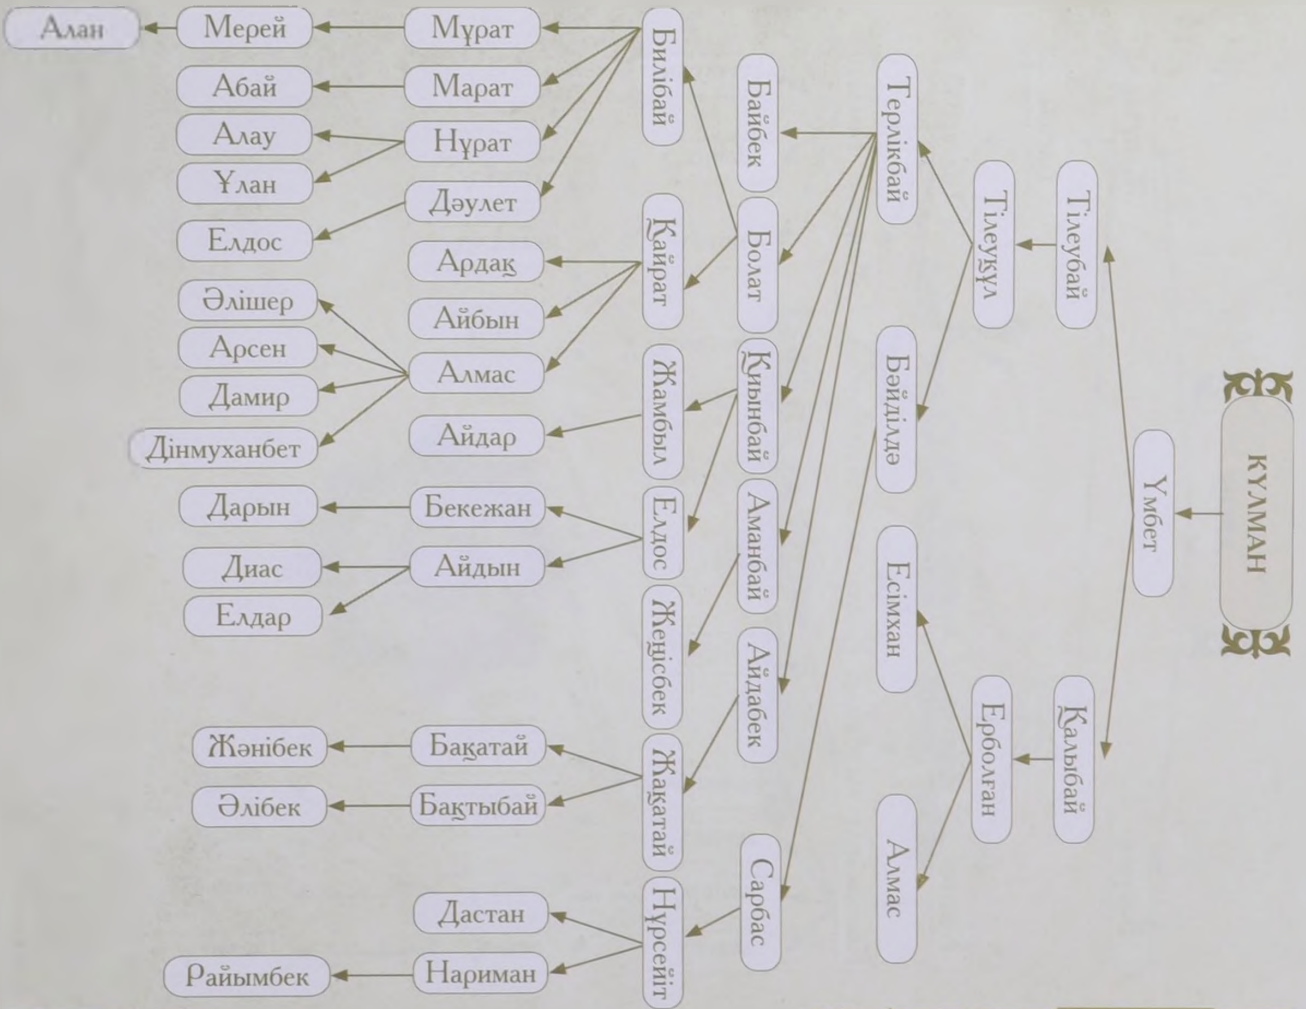 КҮЛМАН
Үмбет
Тілеубай
Қалыбай
Тілеуқұл
Ерболған
Терлікбай
Бәйділдә
Есімхан
Алмас
Байбек
Болат
Қиынбай
Аманбай
Айдабек
Сарбас
Билібай
Қайрат
Жамбыл
Елдос
Жеңісбек
Жақатай
Нұрсейіт
Мұрат
Марат
Нұрат
Дәулет
Ардақ
Айбын
Алмас
Айдар
Бекежан
Айдын
Бақатай
Бақтыбай
Дастан
Нариман
Мерей
Абай
Алау
Ұлан
Елдос
Әлішер
Арсен
Дамир
Дінмуханбет
Дарын
Диас
Елдар
Жәнібек
Әлібек
Райымбек
Алан